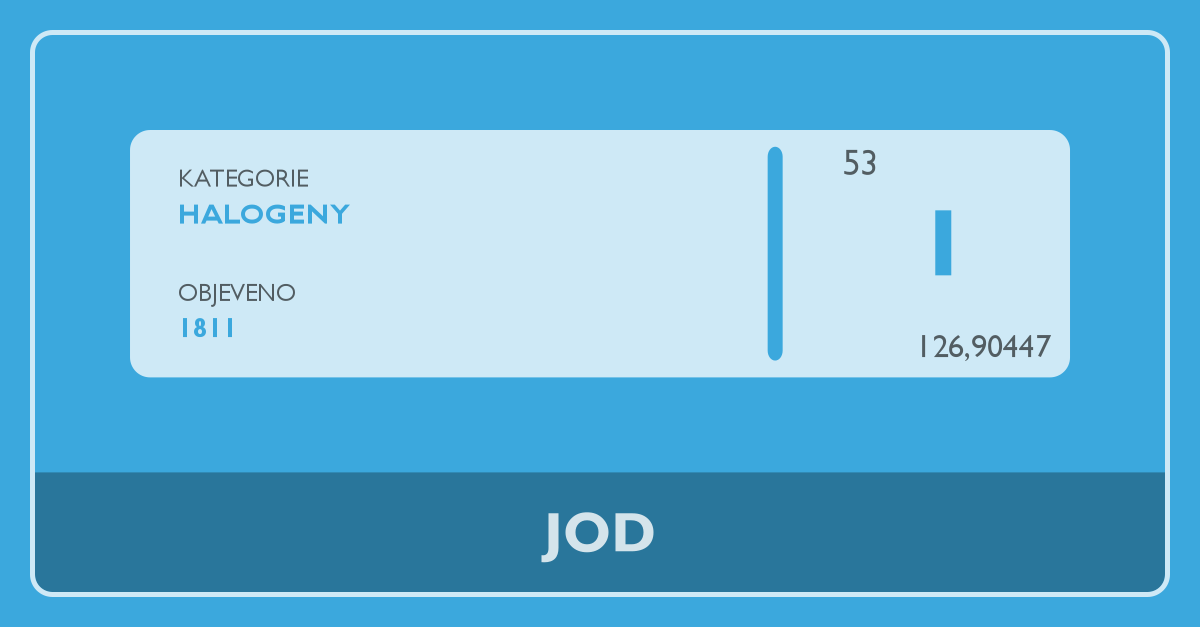 KATEGORIE
HALOGENY
OBJEVENO
1811
53
I
126,90447
JOD